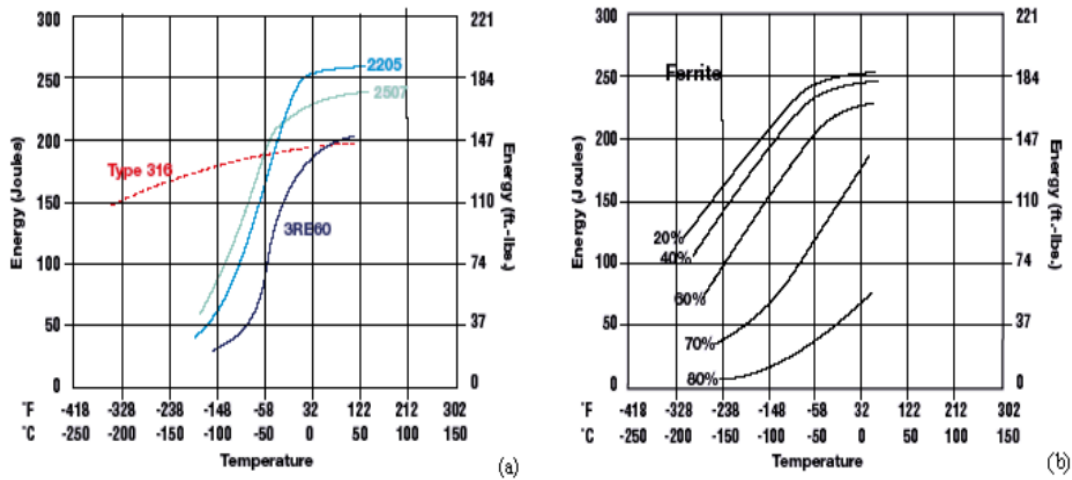 300
250
200
150
100
50
0
Energy (Joules)
221
184
147
110
74
37
0
Energy (ft.-lbs.)
2205
2507
Type 316
3RE60
°F -418 -328 -238 -148 -58 32 122 212 302
°C -250 -200 -150 -100 -50 0 50 100 150
Temperature
(a)
300
250
200
150
100
50
0
Energy (Joules)
221
184
147
110
74
37
0
Energy (ft.-lbs.)
Ferrite
20%
40%
60%
70%
80%
°F -418 -328 -238 -148 -58 32 122 212 302
°C -250 -200 -150 -100 -50 0 50 100 150
Temperature
(b)